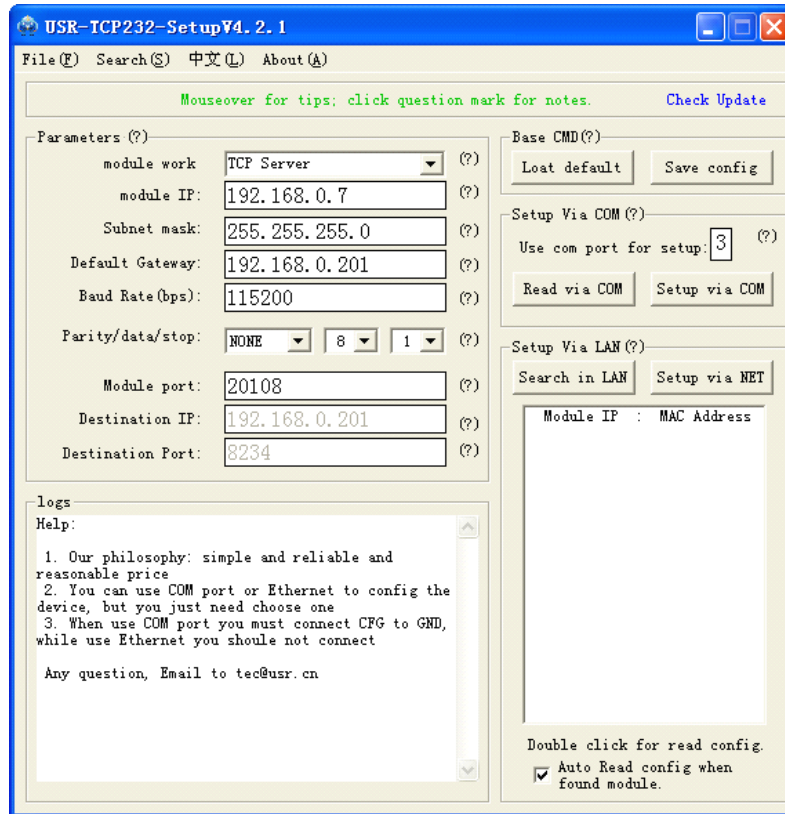 USR-TCP232-SetupV4.2.1
File(F) Search(S) 中文(L) About(A)
Mouseover for tips; click question mark for notes. Check Update
Parameters (?)
module work TCP Server (?)
module IP: 192.168.0.7 (?)
Subnet mask: 255.255.255.0 (?)
Default Gateway: 192.168.0.201 (?)
Baud Rate(bps): 115200 (?)
Parity/data/stop: NONE 8 1 (?)
Module port: 20108 (?)
Destination IP: 192.168.0.201 (?)
Destination Port: 8234 (?)
logs
Help:
1. Our philosophy: simple and reliable and
reasonable price
2. You can use COM port or Ethernet to config the
device, but you just need choose one
3. When use COM port you must connect CFG to GND,
while use Ethernet you shoule not connect
Any question, Email to tec@usr.cn
Base CMD(?)
Loat default Save config
Setup Via COM(?)
Use com port for setup: 3 (?)
Read via COM Setup via COM
Setup Via LAN(?)
Search in LAN Setup via NET
Module IP : MAC Address
Double click for read config.
Auto Read config when
found module.